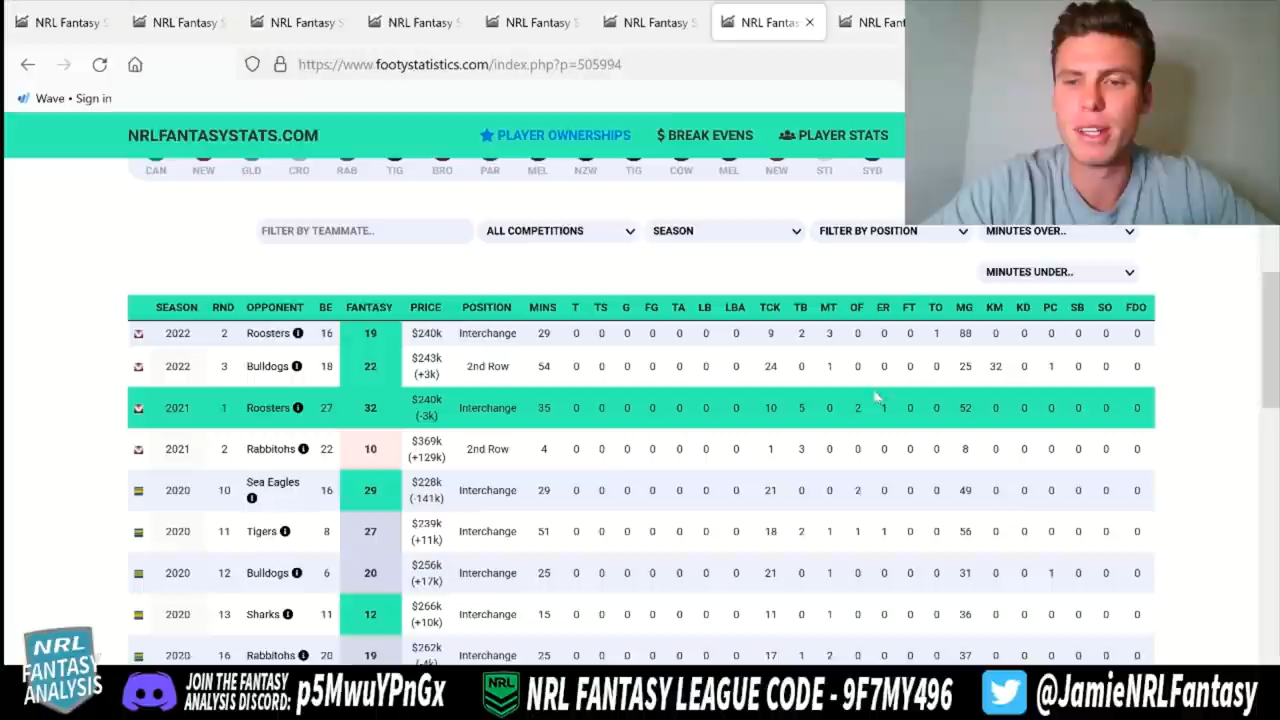 NRL Fantasy S
NRL Fantasy S
NRL Fantasy S
NRL Fantasy S
NRL Fantasy S
NRL Fantasy S
NRL Fantas
NRL Fant
https://www.footystatistics.com/index.php?p=505994
Wave • Sign in
NRLFANTASYSTATS.COM PLAYER OWNERSHIPS $ BREAK EVENS PLAYER STATS
CAN NEW GLD CRO RAB TIG BRO PAR MEL NZW TIG COW MEL NEW STI SYD
FILTER BY TEAMMATE.. ALL COMPETITIONS SEASON FILTER BY POSITION MINUTES OVER..
MINUTES UNDER..
SEASON RND OPPONENT BE FANTASY PRICE POSITION MINS T TS G FG TA LB LBA TCK TB MT OF ER FT TO MG KM KD PC SB SO FDO
2022 2 Roosters 16 19 $240k Interchange 29 0 0 0 0 0 0 0 9 2 3 0 0 0 1 88 0 0 0 0 0 0
2022 3 Bulldogs 18 22 $243k (+3k) 2nd Row 54 0 0 0 0 0 0 0 24 0 1 0 0 0 0 25 32 0 1 0 0 0
2021 1 Roosters 27 32 $240k (-3k) Interchange 35 0 0 0 0 0 0 0 10 5 0 2 1 0 0 52 0 0 0 0 0 0
2021 2 Rabbitohs 22 10 $369k (+129k) 2nd Row 4 0 0 0 0 0 0 0 1 3 0 0 0 0 0 8 0 0 0 0 0 0
2020 10 Sea Eagles 16 29 $228k (-141k) Interchange 29 0 0 0 0 0 0 0 21 0 0 2 0 0 0 49 0 0 0 0 0 0
2020 11 Tigers 8 27 $239k (+11k) Interchange 51 0 0 0 0 0 0 0 18 2 1 1 1 0 0 56 0 0 0 0 0 0
2020 12 Bulldogs 6 20 $256k (+17k) Interchange 25 0 0 0 0 0 0 0 21 0 0 0 0 0 0 31 0 0 1 0 0 0
2020 13 Sharks 11 12 $266k (+10k) Interchange 15 0 0 0 0 0 0 0 11 0 1 0 0 0 0 36 0 0 0 0 0 0
2020 16 Rabbitohs 20 19 $262k (-4k) Interchange 25 0 0 0 0 0 0 0 17 1 0 0 0 0 0 37 0 0 0 0 0 0
NRL
FANTASY
ANALYSIS
JOIN THE FANTASY
ANALYSIS DISCORD: p5MwuYPnGx
NRL
NRL FANTASY LEAGUE CODE - 9F7MY496
@JamieNRLFantasy